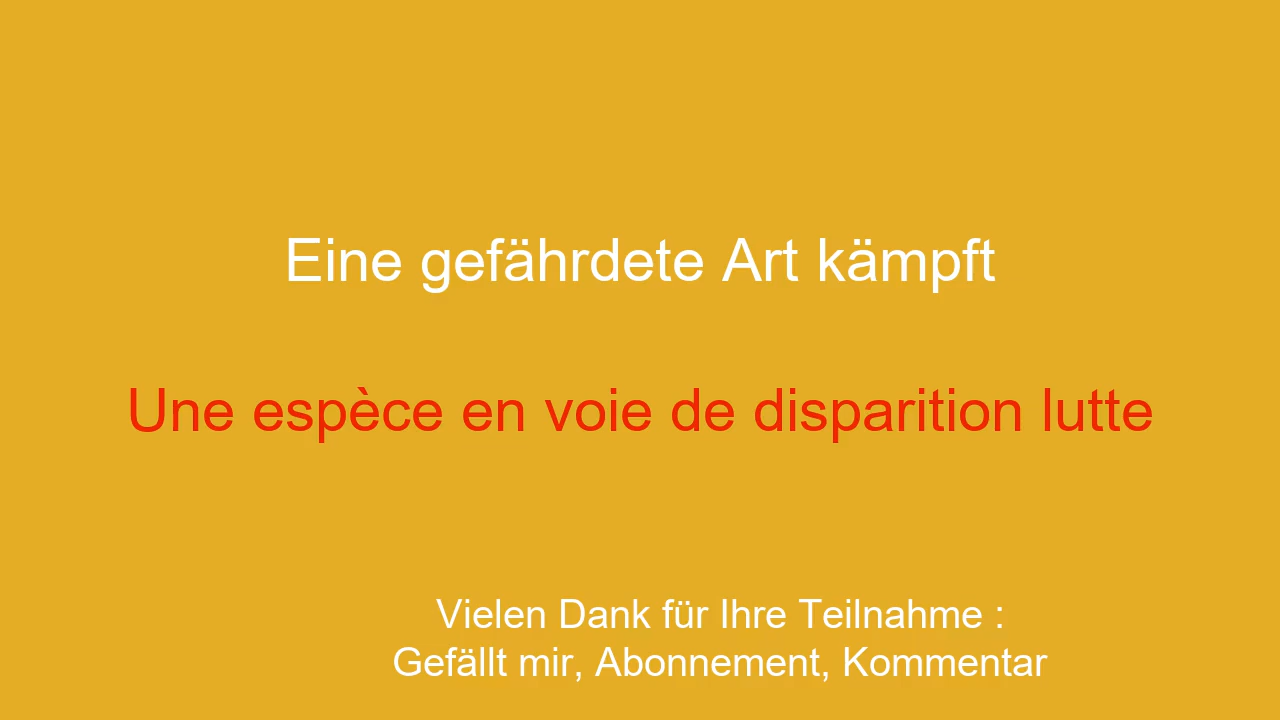 Eine gefährdete Art kämpft
Une espèce en voie de disparition lutte
Vielen Dank für Ihre Teilnahme :
Gefällt mir, Abonnement, Kommentar